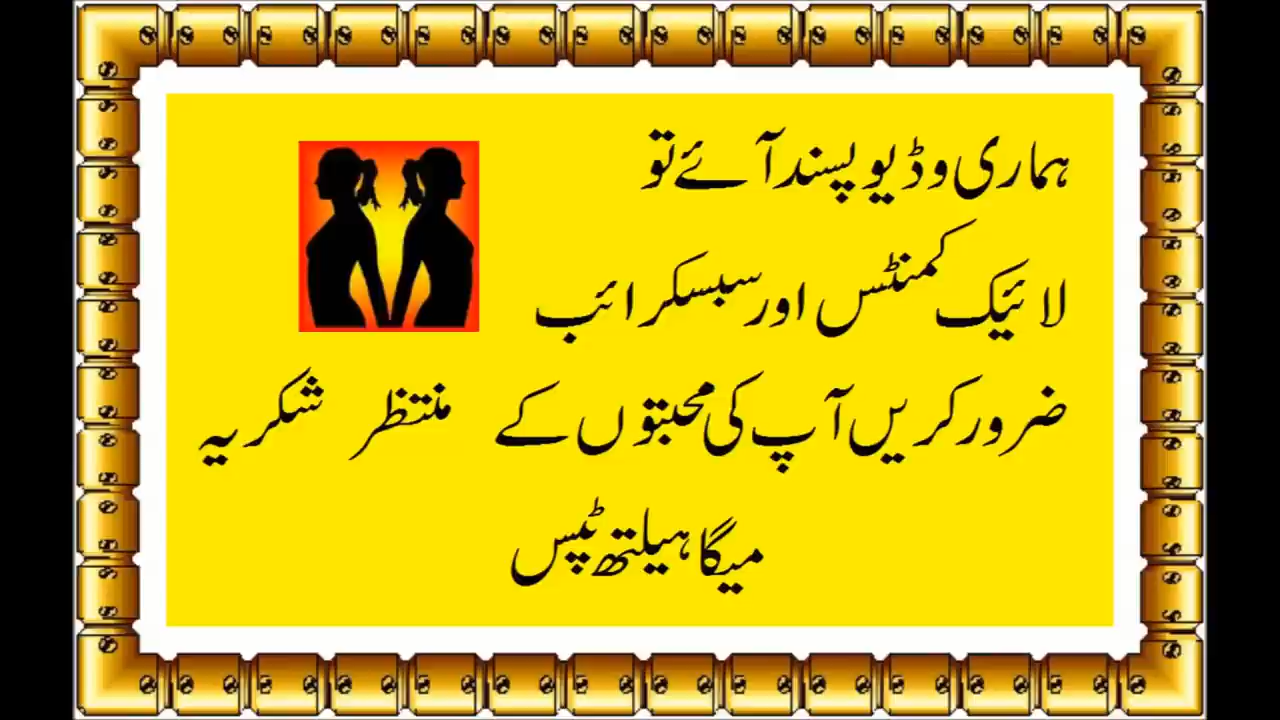 ہماری وڈیو پسند آئے تو
لائیک کمنٹس اور سبسکرائب
ضرور کریں آپ کی محبتوں کے منتظر شکریہ
میگا ہیلتھ ٹپس